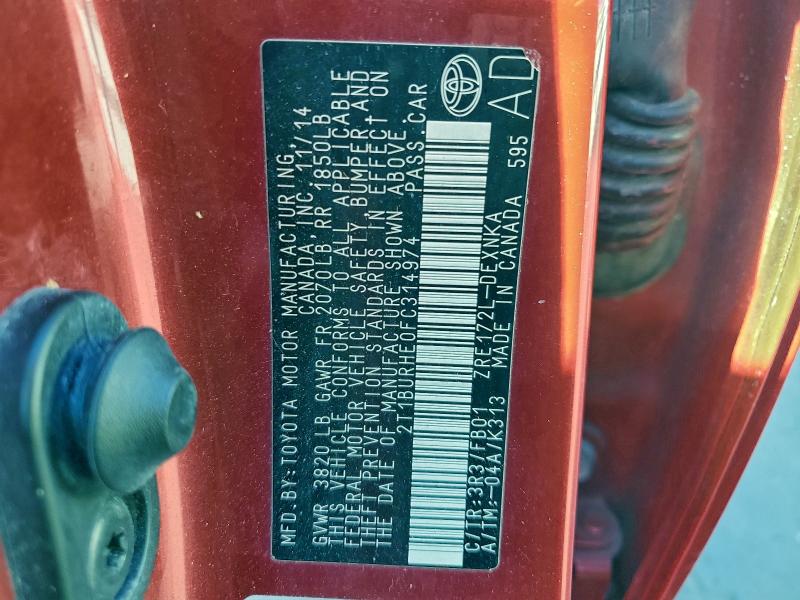 MFD.BY:TOYOTA MOTOR MANUFACTURING,
CANADA, INC. 11/14
GVWR 3820LB GAWR FR 2070LB RR 1850LB
THIS VEHICLE CONFORMS TO ALL APPLICABLE
FEDERAL MOTOR VEHICLE SAFETY, BUMPER AND
THEFT PREVENTION STANDARDS IN EFFECT ON
THE DATE OF MANUFACTURE SHOWN ABOVE.
2T1BURHE0FC314974 PASS.CAR
C/TR:3R3/FB01 ZRE172L-DEXNKA
A/TM:-04A/K313 MADE IN CANADA 595
AD